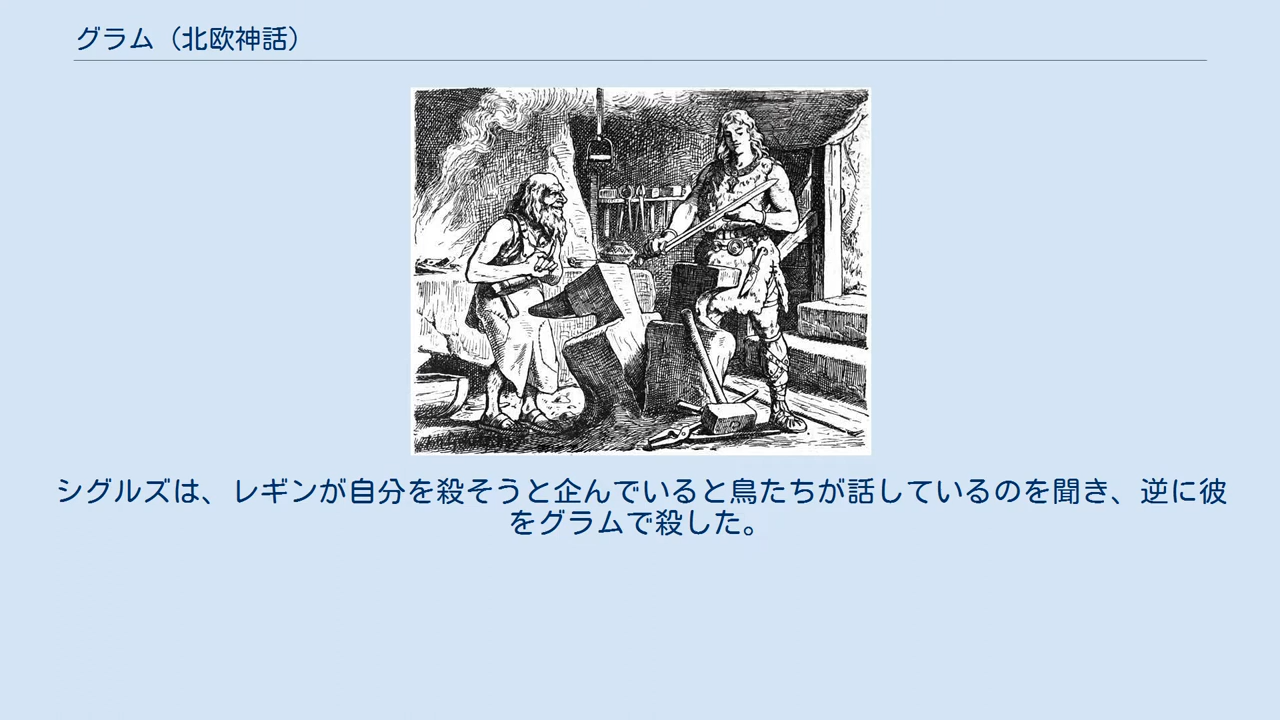 グラム（北欧神話）
シグルズは、レギンが自分を殺そうと企んでいると鳥たちが話しているのを聞き、逆に彼
をグラムで殺した。